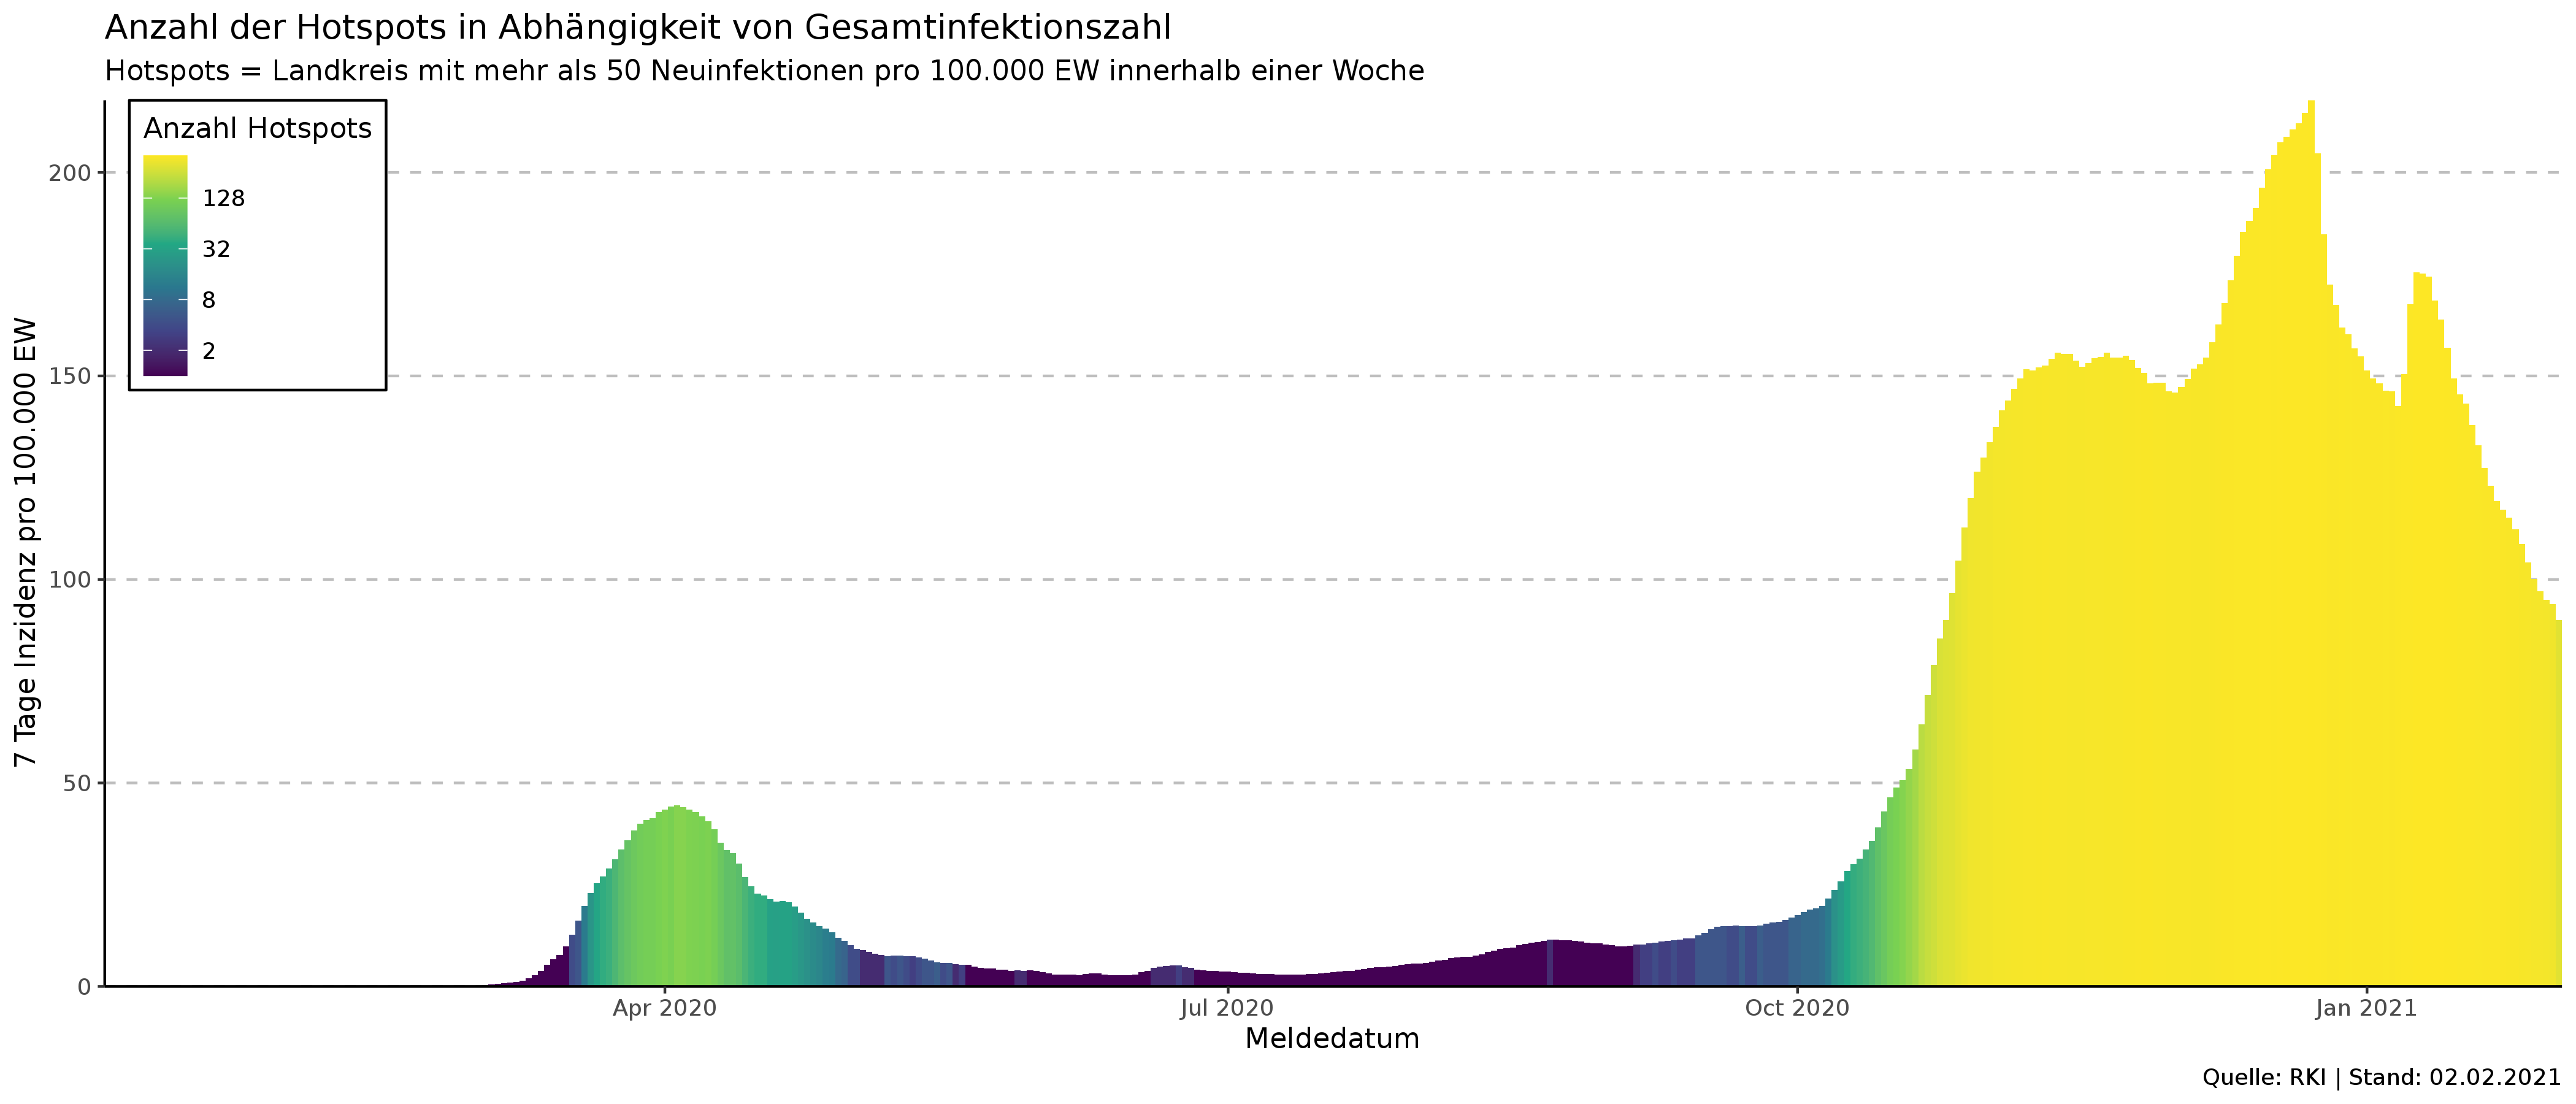 Anzahl der Hotspots in Abhängigkeit von Gesamtinfektionszahl
Hotspots = Landkreis mit mehr als 50 Neuinfektionen pro 100.000 EW innerhalb einer Woche
Anzahl Hotspots
128
32
8
2
7 Tage Inzidenz pro 100.000 EW
200
150
100
50
0
Apr 2020 Jul 2020 Oct 2020 Jan 2021
Meldedatum
Quelle: RKI | Stand: 02.02.2021